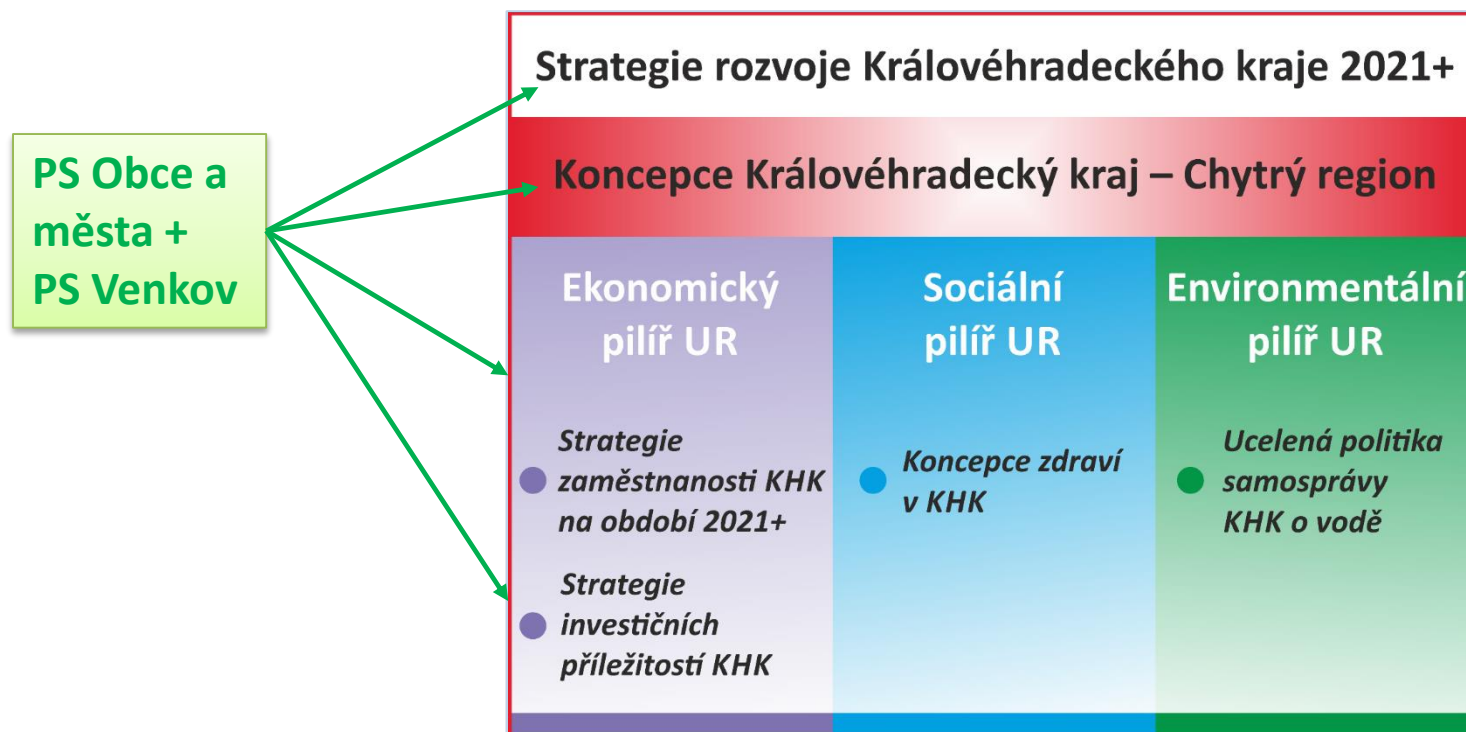 PS Obce a
města +
PS Venkov
Strategie rozvoje Královéhradeckého kraje 2021+
Koncepce Královéhradecký kraj – Chytrý region
Ekonomický
pilíř UR
Strategie
zaměstnanosti KHK
na období 2021+
Strategie
investičních
příležitostí KHK
Sociální
pilíř UR
Koncepce zdraví
v KHK
Environmentální
pilíř UR
Ucelená politika
samosprávy
KHK o vodě